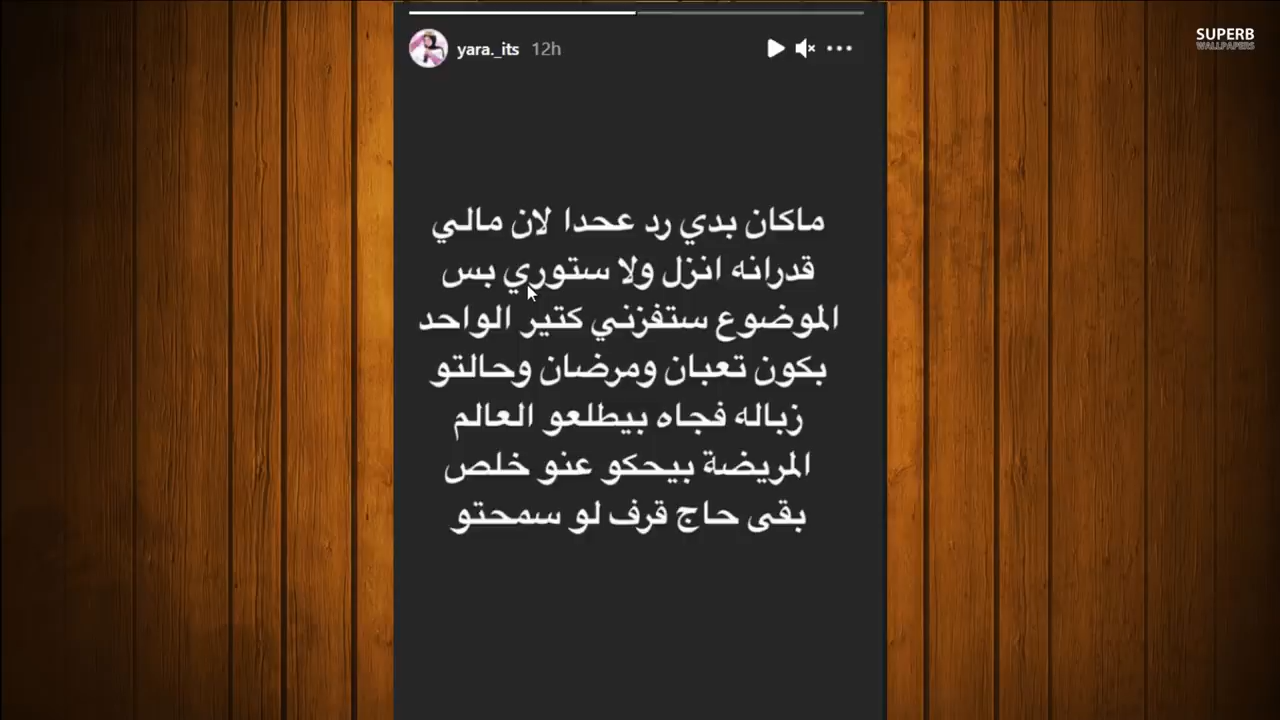 yara._its 12h
SUPERB
WALLPAPERS
ماكان بدي رد عحدا لان مالي
قدرانه انزل ولا ستوري بس
الموضوع ستفزني كتير الواحد
بكون تعبان ومرضان وحالتو
زباله فجاه بيطلعو العالم
المريضة بيحكو عنو خلص
بقى حاج قرف لو سمحتو